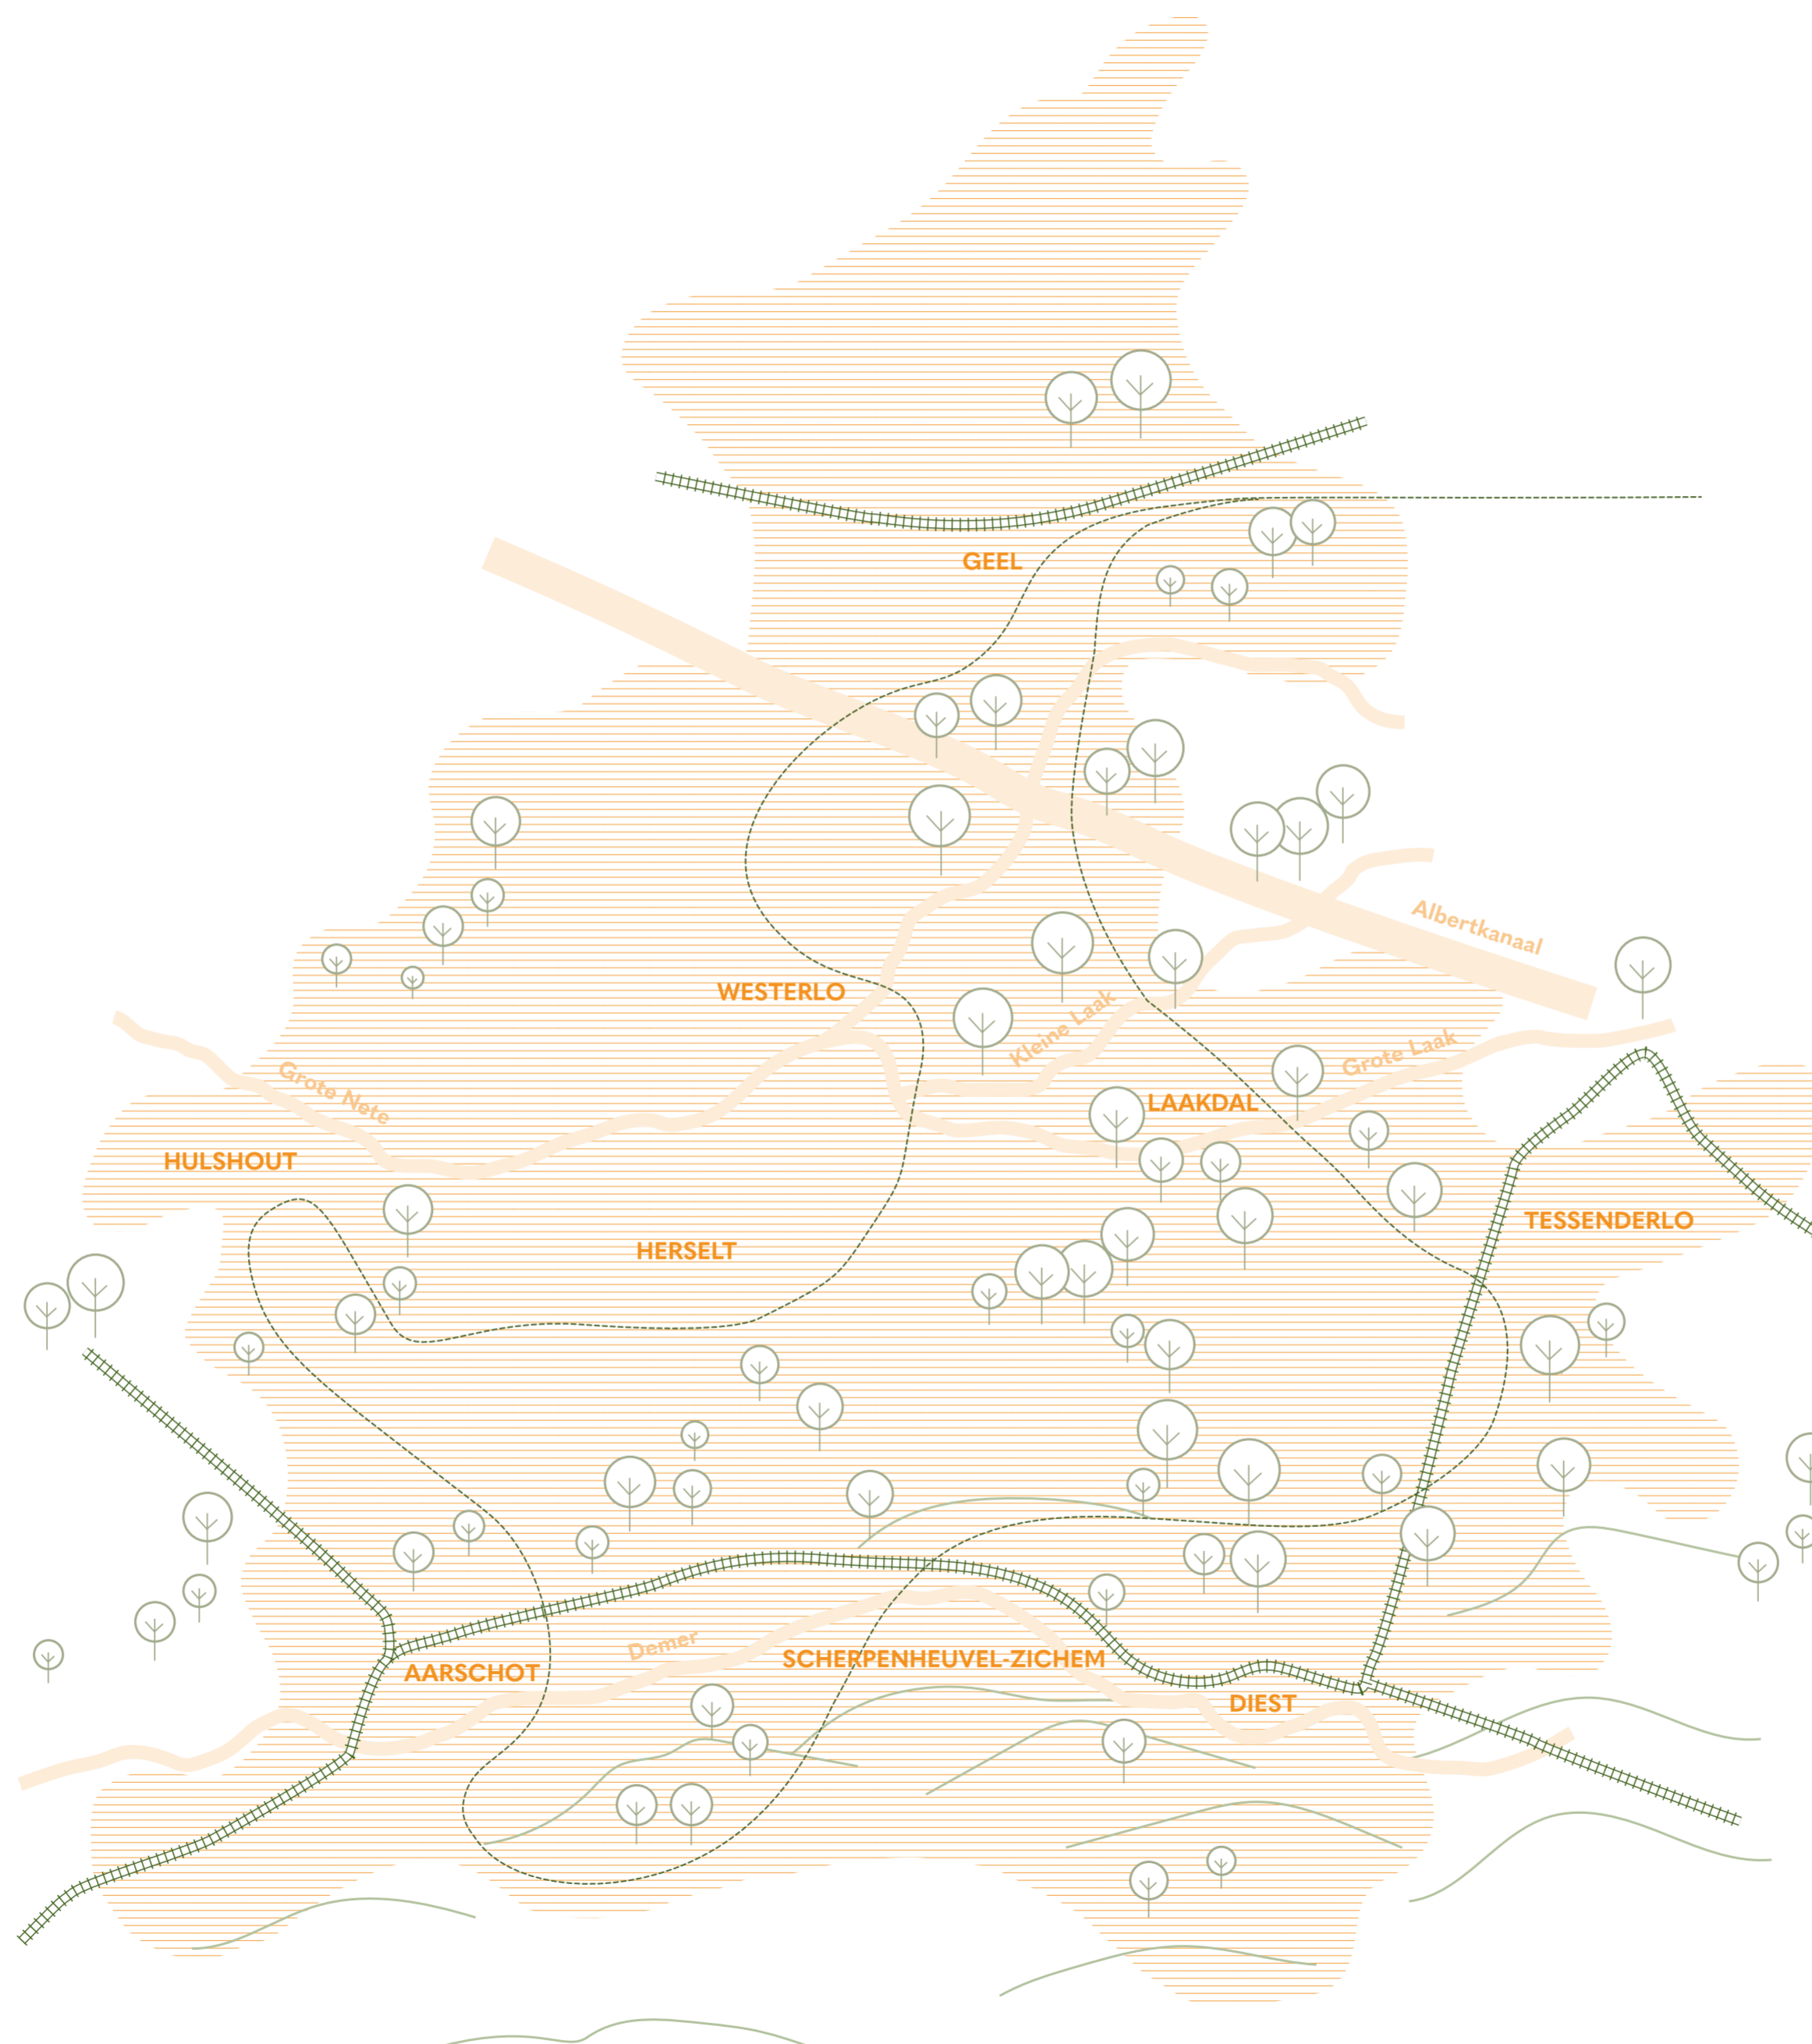 GEEL
Albertkanaal
WESTERLO
Kleine Laak
Grote Laak
Grote Nete
LAAKDAL
HULSHOUT
TESSENDERLO
HERSELT
Demer
SCHERPENHEUVEL-ZICHEM
AARSCHOT
DIEST